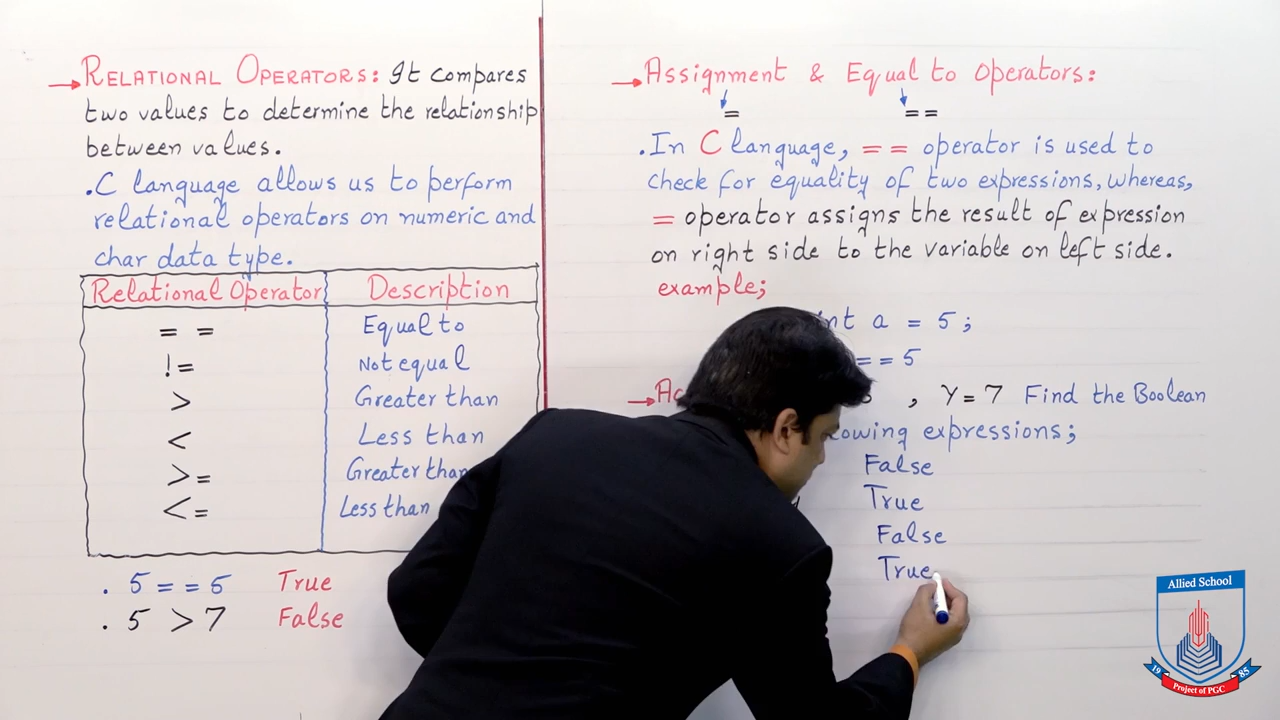 → RELATIONAL OPERATORS: It compares
two values to determine the relationship
between values.
. C language allows us to perform
relational operators on numeric and
char data type.
Relational Operator Description
= = Equal to
!= Not equal
> Greater than
< Less than
>= Greater than
<= Less than
. 5 = = 5 True
. 5 > 7 False
→ Assignment & Equal to Operators:
= = =
. In C language, = = operator is used to
check for equality of two expressions, whereas,
= operator assigns the result of expression
on right side to the variable on left side.
example;
int a = 5;
= = 5
, Y = 7 Find the Boolean
expressions;
False
True
False
True
Allied School
19 85
Project of PGC